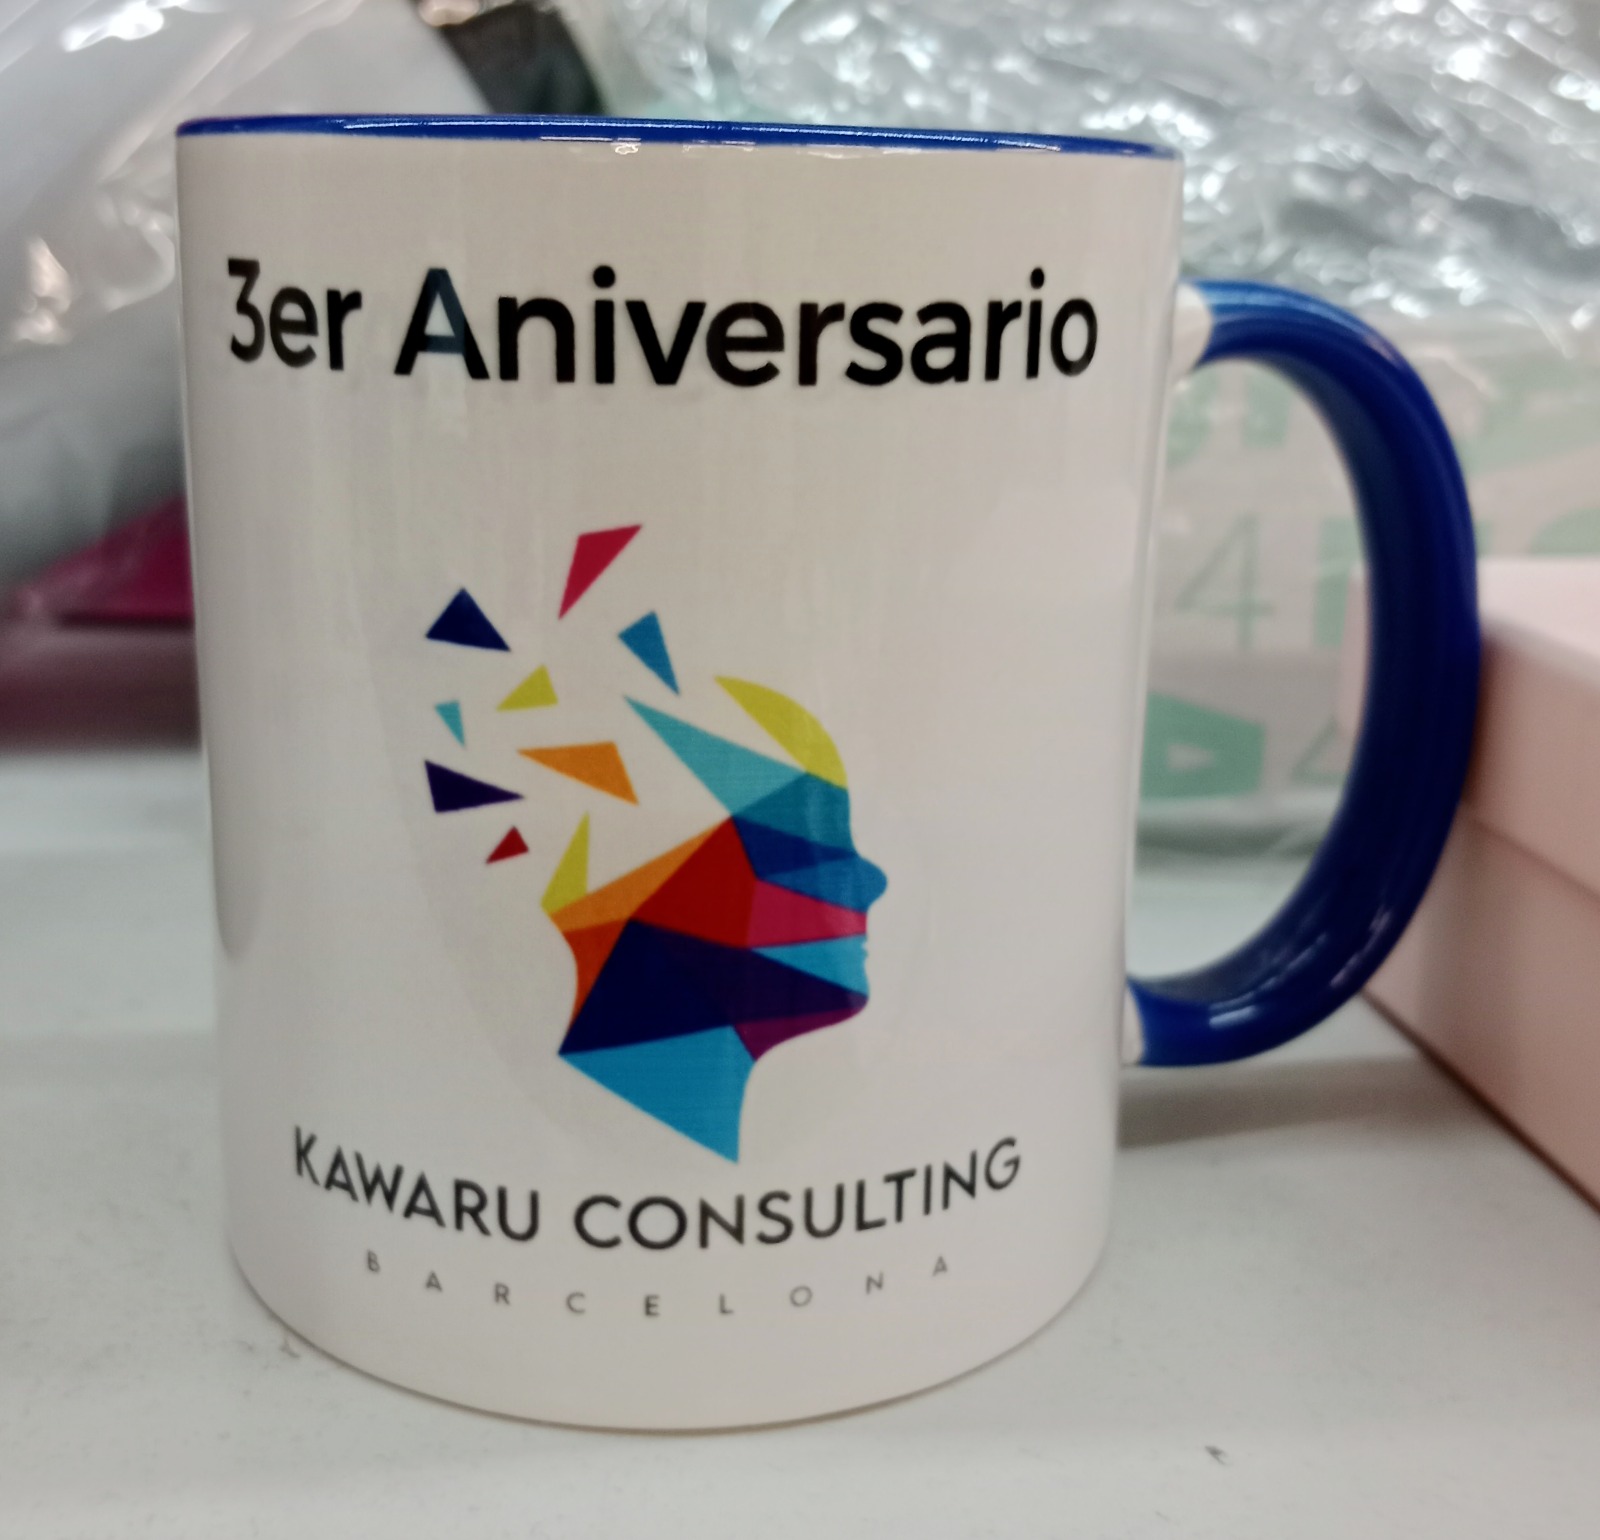 3er Aniversario
KAWARU CONSULTING
BARCELONA